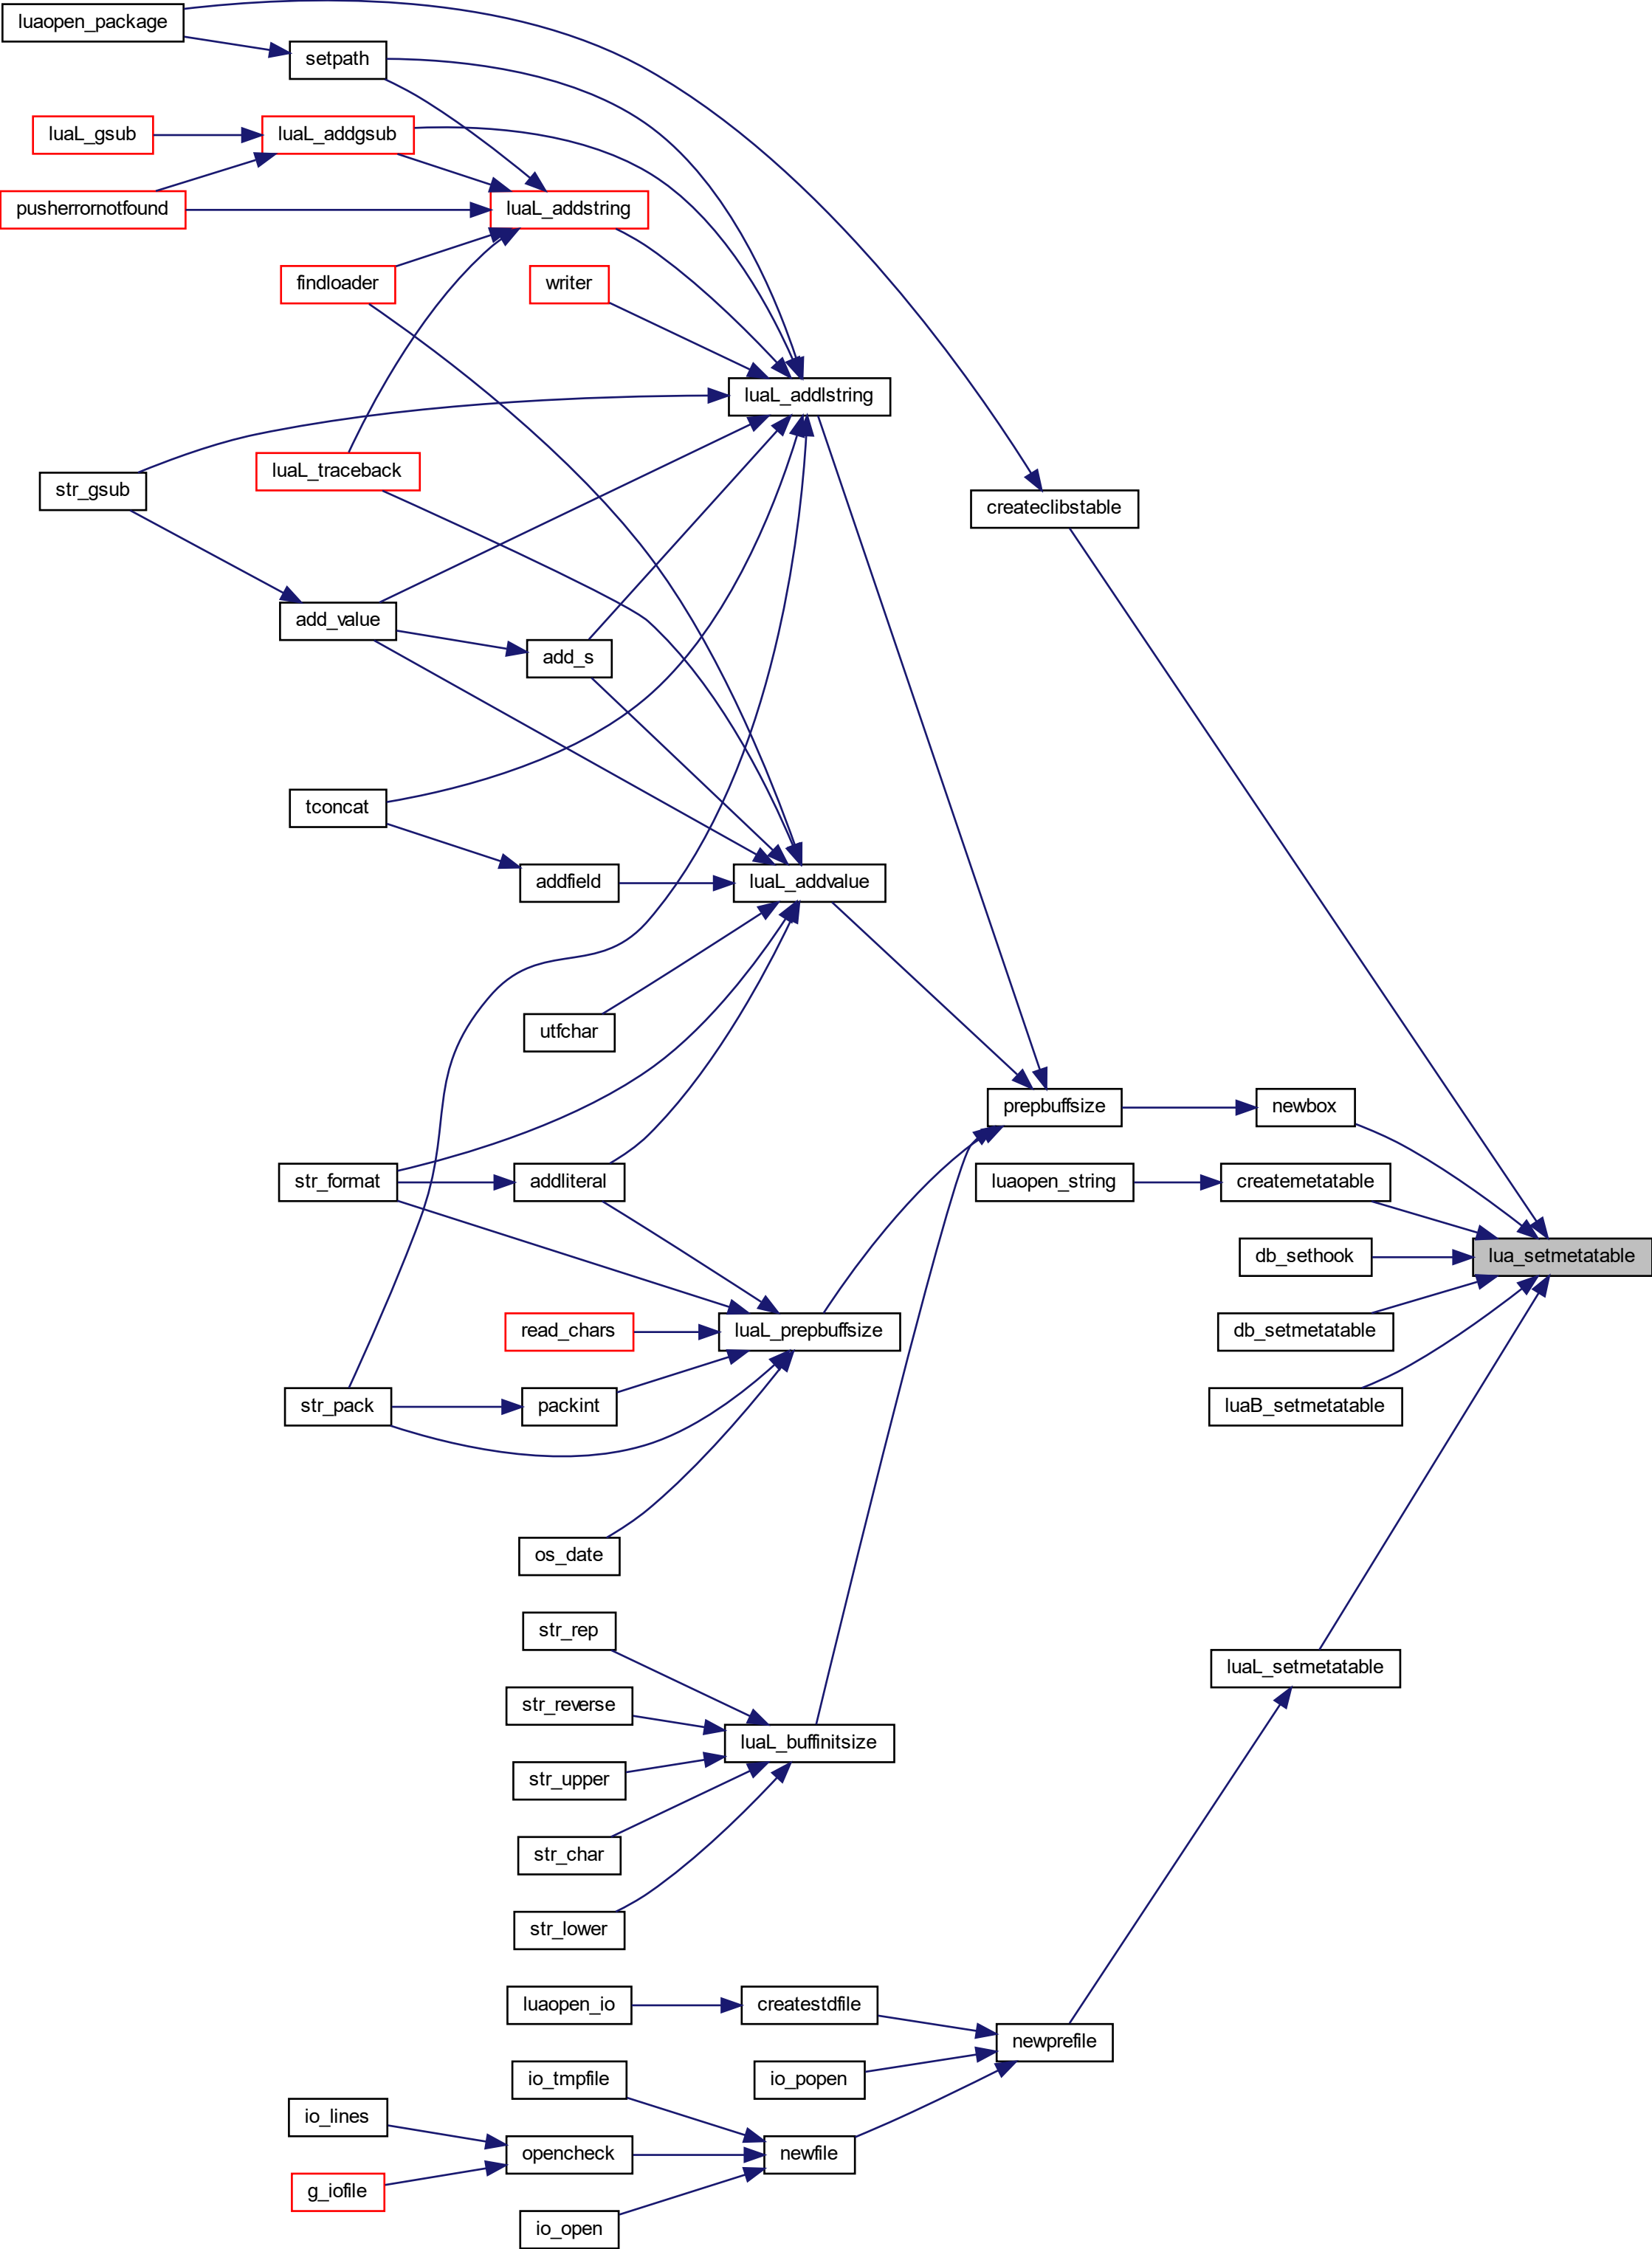 luaopen_package
setpath
luaL_gsub
luaL_addgsub
pusherrornotfound
luaL_addstring
findloader
writer
luaL_addlstring
luaL_traceback
str_gsub
createclibstable
add_value
add_s
tconcat
addfield
luaL_addvalue
utfchar
prepbuffsize
newbox
str_format
addliteral
luaopen_string
createmetatable
db_sethook
lua_setmetatable
read_chars
luaL_prepbuffsize
db_setmetatable
str_pack
packint
luaB_setmetatable
os_date
str_rep
luaL_setmetatable
str_reverse
luaL_buffinitsize
str_upper
str_char
str_lower
luaopen_io
createstdfile
newprefile
io_tmpfile
io_popen
io_lines
opencheck
newfile
g_iofile
io_open